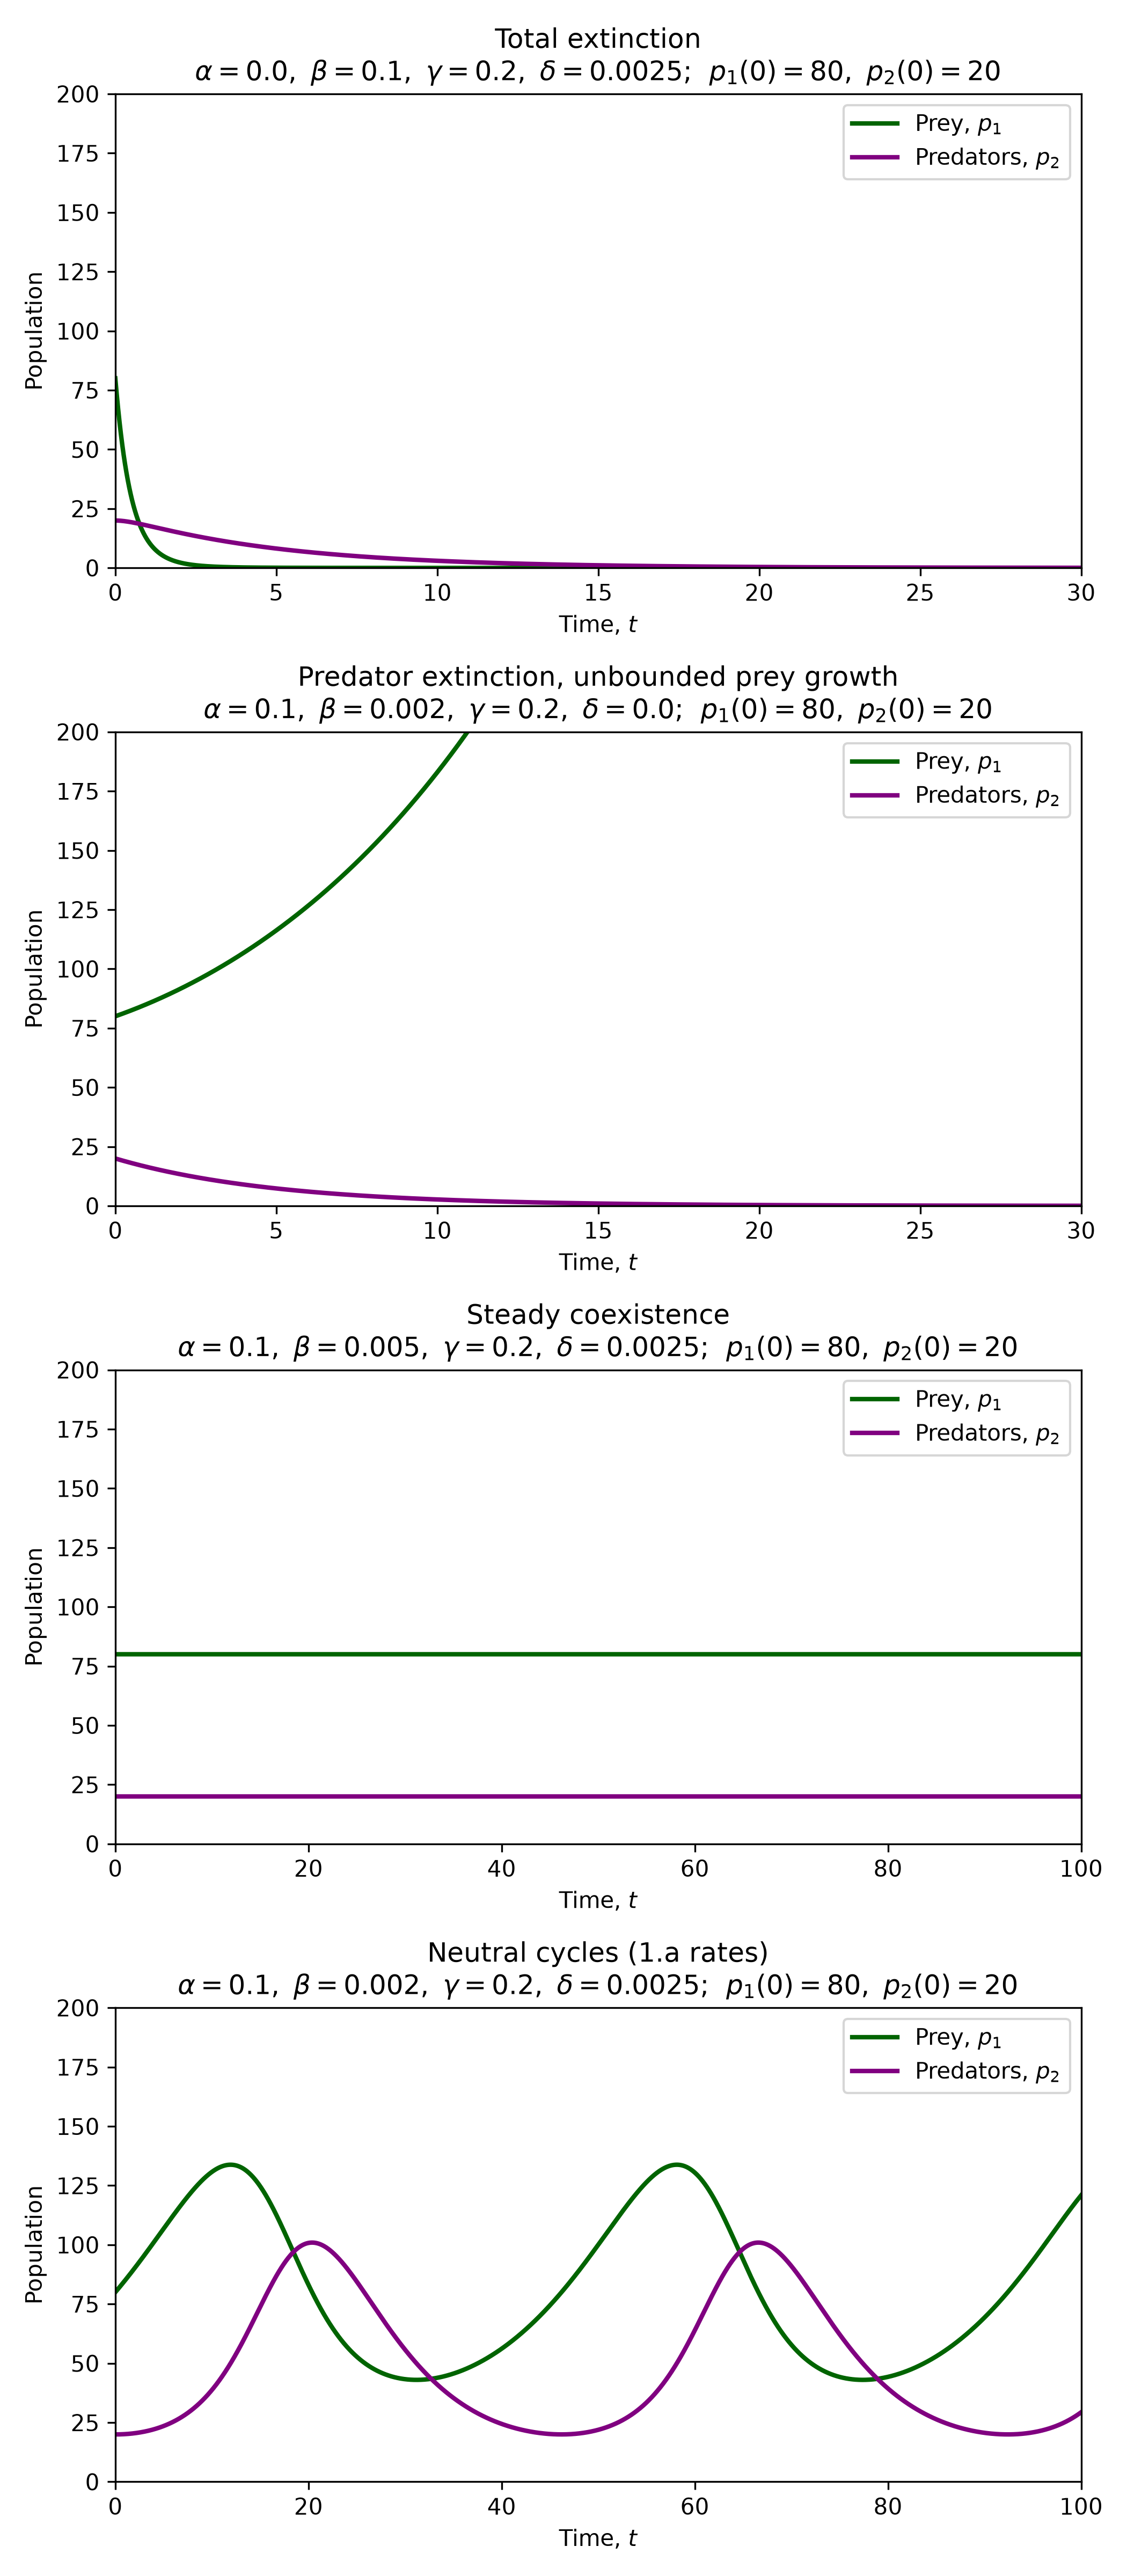 Total extinction
α = 0.0, β = 0.1, γ = 0.2, δ = 0.0025; p₁(0) = 80, p₂(0) = 20
200
175
150
125
100
75
50
25
0
Population
Prey, p₁
Predators, p₂
0 5 10 15 20 25 30
Time, t
Predator extinction, unbounded prey growth
α = 0.1, β = 0.002, γ = 0.2, δ = 0.0; p₁(0) = 80, p₂(0) = 20
200
175
150
125
100
75
50
25
0
Population
Prey, p₁
Predators, p₂
0 5 10 15 20 25 30
Time, t
Steady coexistence
α = 0.1, β = 0.005, γ = 0.2, δ = 0.0025; p₁(0) = 80, p₂(0) = 20
200
175
150
125
100
75
50
25
0
Population
Prey, p₁
Predators, p₂
0 20 40 60 80 100
Time, t
Neutral cycles (1.a rates)
α = 0.1, β = 0.002, γ = 0.2, δ = 0.0025; p₁(0) = 80, p₂(0) = 20
200
175
150
125
100
75
50
25
0
Population
Prey, p₁
Predators, p₂
0 20 40 60 80 100
Time, t